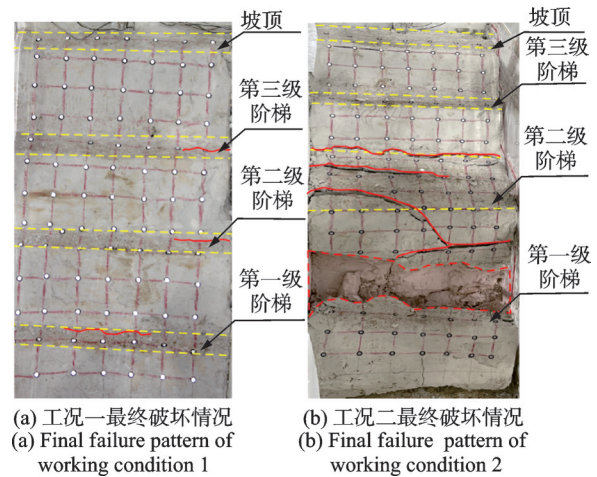 坡顶
第三级
阶梯
第二级
阶梯
第一级
阶梯
坡顶
第三级
阶梯
第二级
阶梯
第一级
阶梯
(a) 工况一最终破坏情况
(a) Final failure pattern of
working condition 1
(b) 工况二最终破坏情况
(b) Final failure pattern of
working condition 2